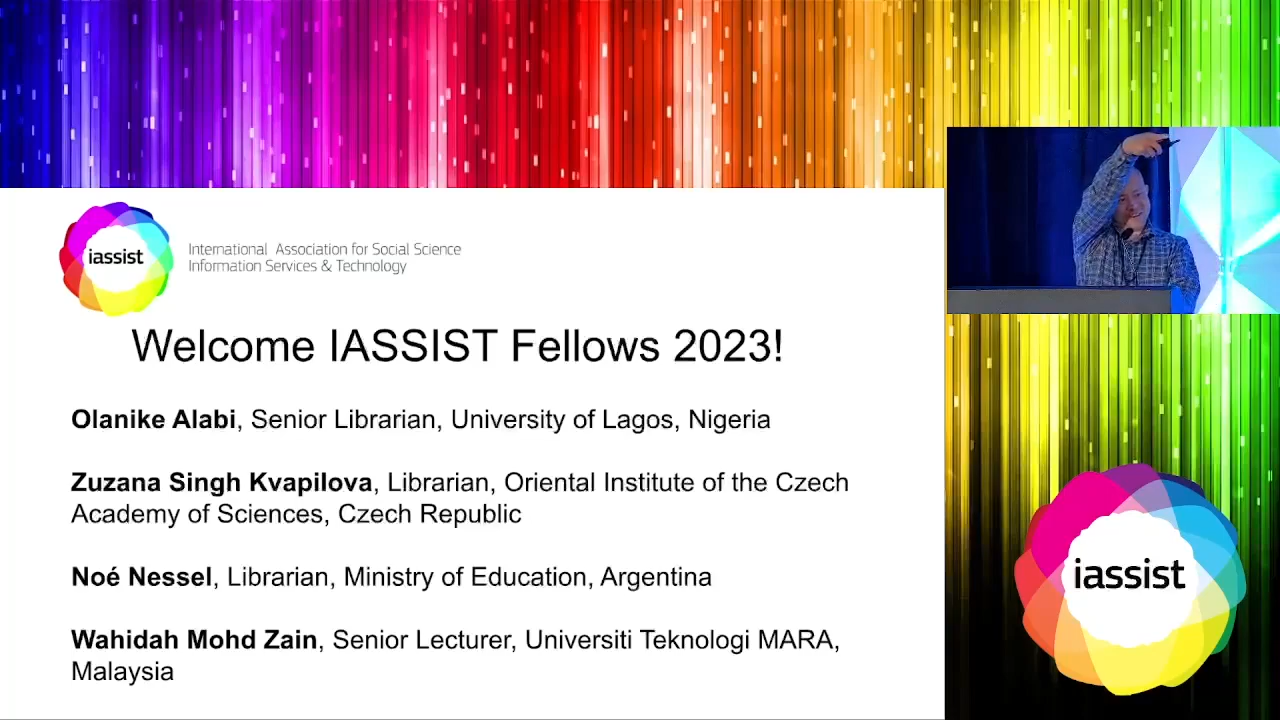 iassist
International Association for Social Science
Information Services & Technology
Welcome IASSIST Fellows 2023!
Olanike Alabi, Senior Librarian, University of Lagos, Nigeria
Zuzana Singh Kvapilova, Librarian, Oriental Institute of the Czech
Academy of Sciences, Czech Republic
Noé Nessel, Librarian, Ministry of Education, Argentina
Wahidah Mohd Zain, Senior Lecturer, Universiti Teknologi MARA,
Malaysia
iassist